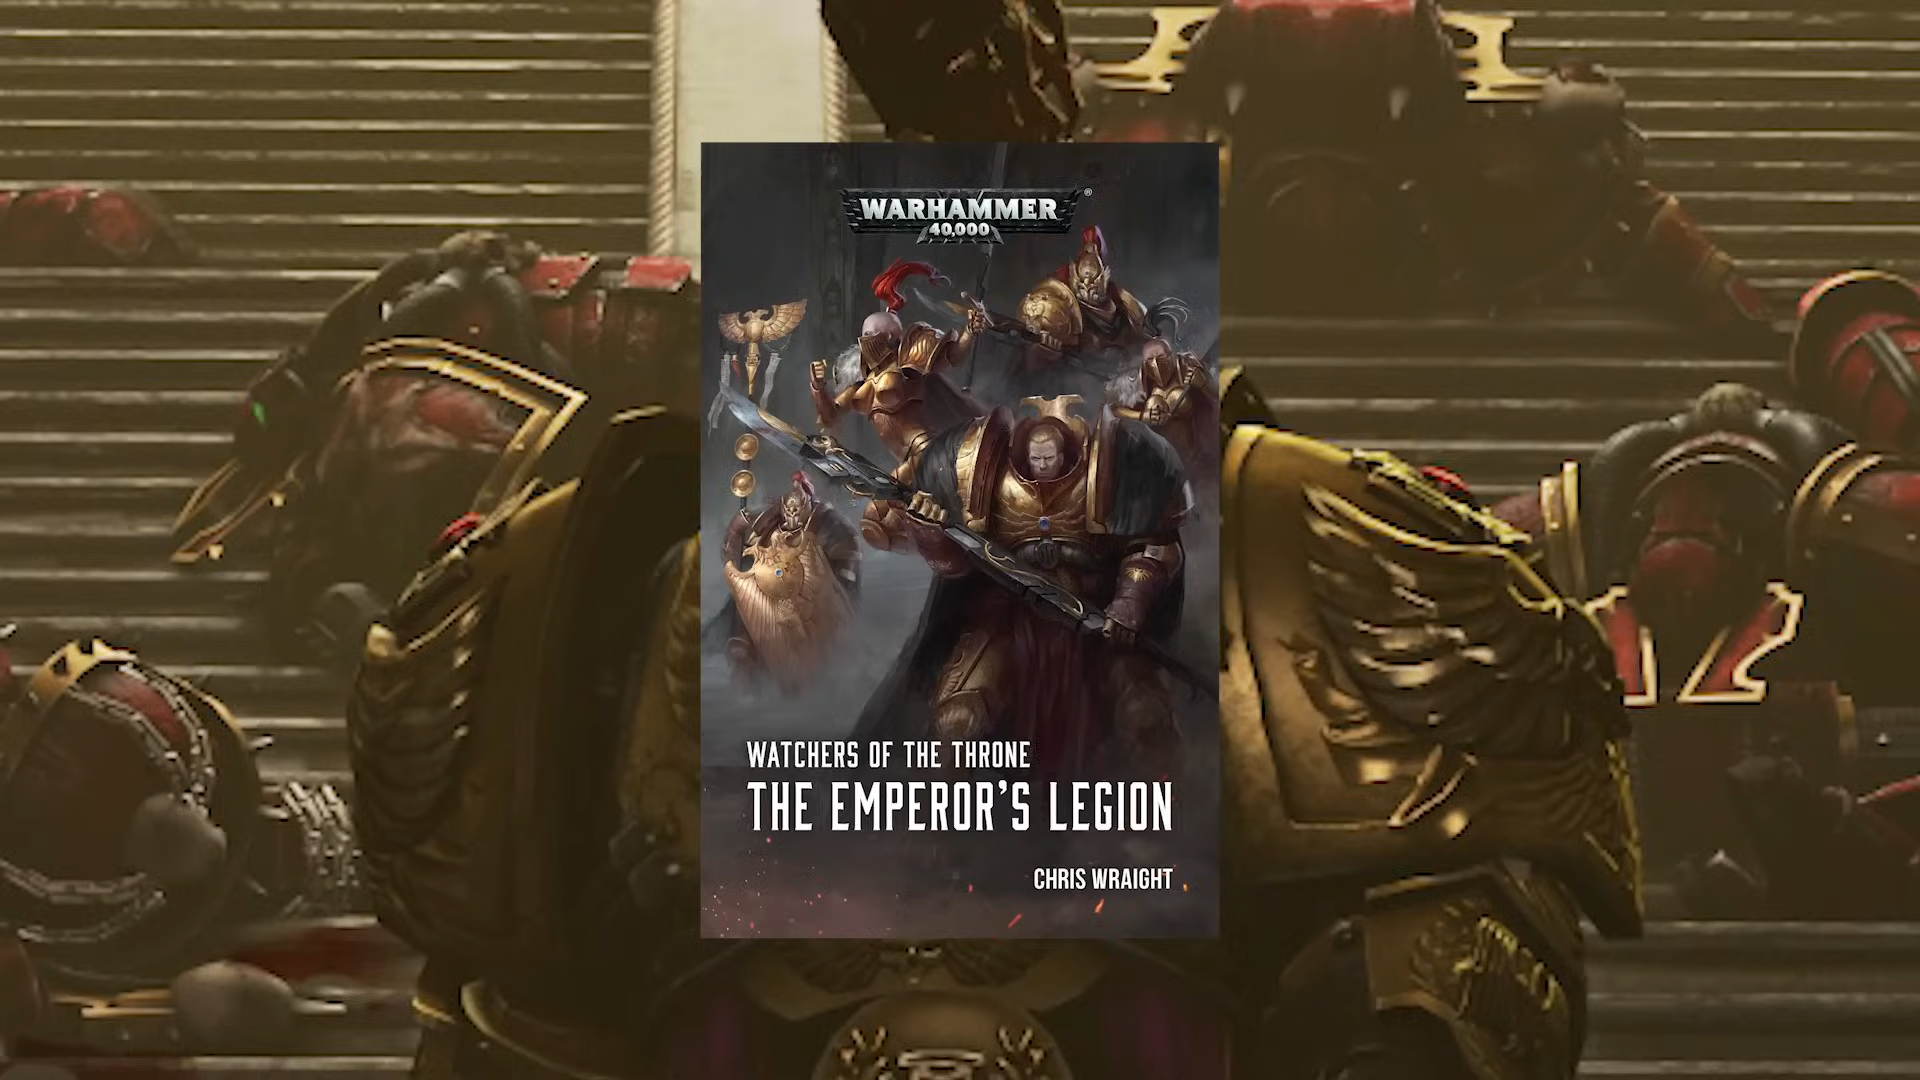 WARHAMMER®
40,000
WATCHERS OF THE THRONE
THE EMPEROR'S LEGION
CHRIS WRAIGHT